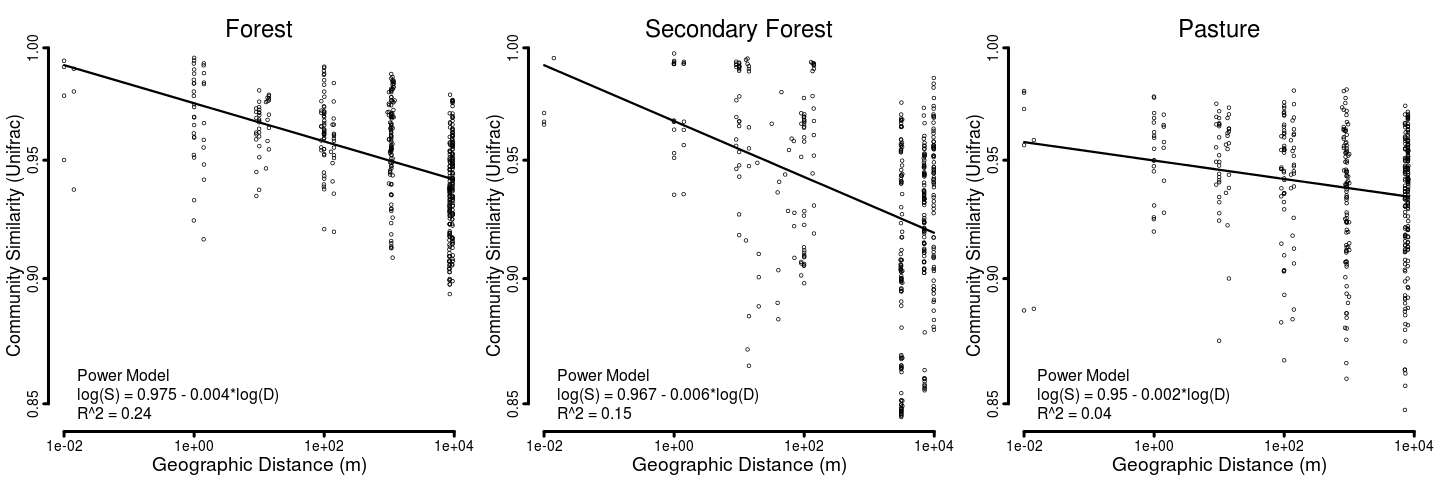 Forest
Secondary Forest
Pasture
Community Similarity (Unifrac)
1.00
0.95
0.90
0.85
Power Model
log(S) = 0.975 - 0.004*log(D)
R^2 = 0.24
1e-02
1e+00
1e+02
1e+04
Geographic Distance (m)
Community Similarity (Unifrac)
1.00
0.95
0.90
0.85
Power Model
log(S) = 0.967 - 0.006*log(D)
R^2 = 0.15
1e-02
1e+00
1e+02
1e+04
Geographic Distance (m)
Community Similarity (Unifrac)
1.00
0.95
0.90
0.85
Power Model
log(S) = 0.95 - 0.002*log(D)
R^2 = 0.04
1e-02
1e+00
1e+02
1e+04
Geographic Distance (m)